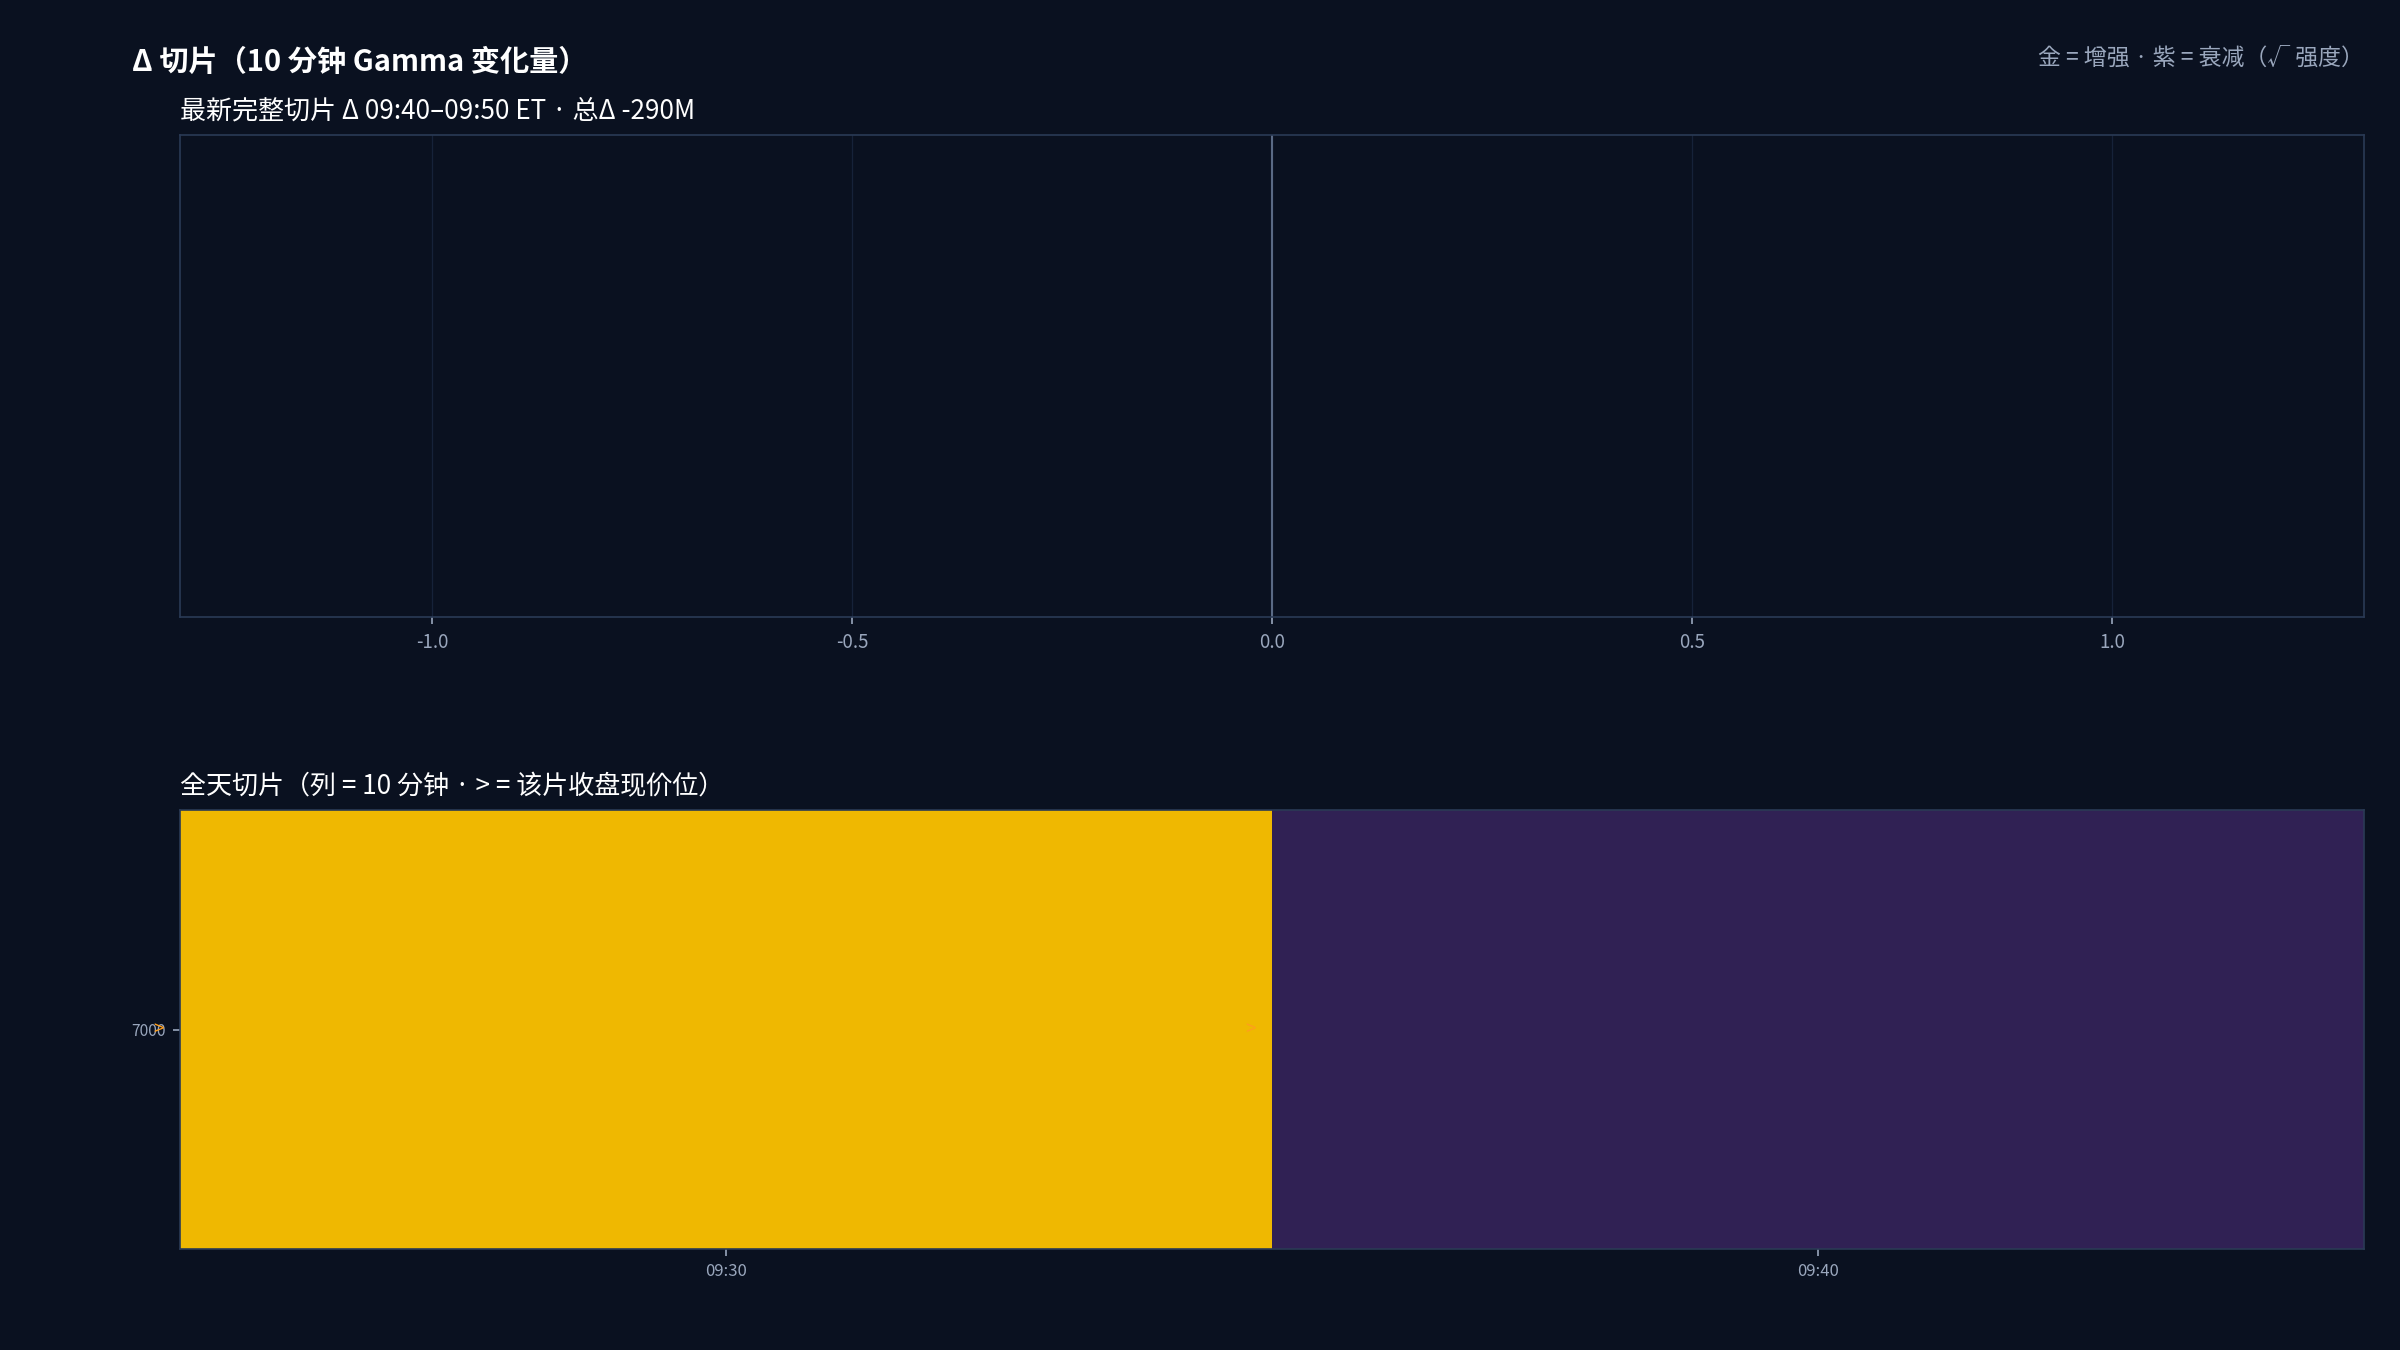 Δ 切片（10 分钟 Gamma 变化量）
金 = 增强 · 紫 = 衰减（√ 强度）
最新完整切片 Δ 09:40–09:50 ET · 总Δ -290M
-1.0 -0.5 0.0 0.5 1.0
全天切片（列 = 10 分钟 · > = 该片收盘现价位）
7000 > >
09:30 09:40